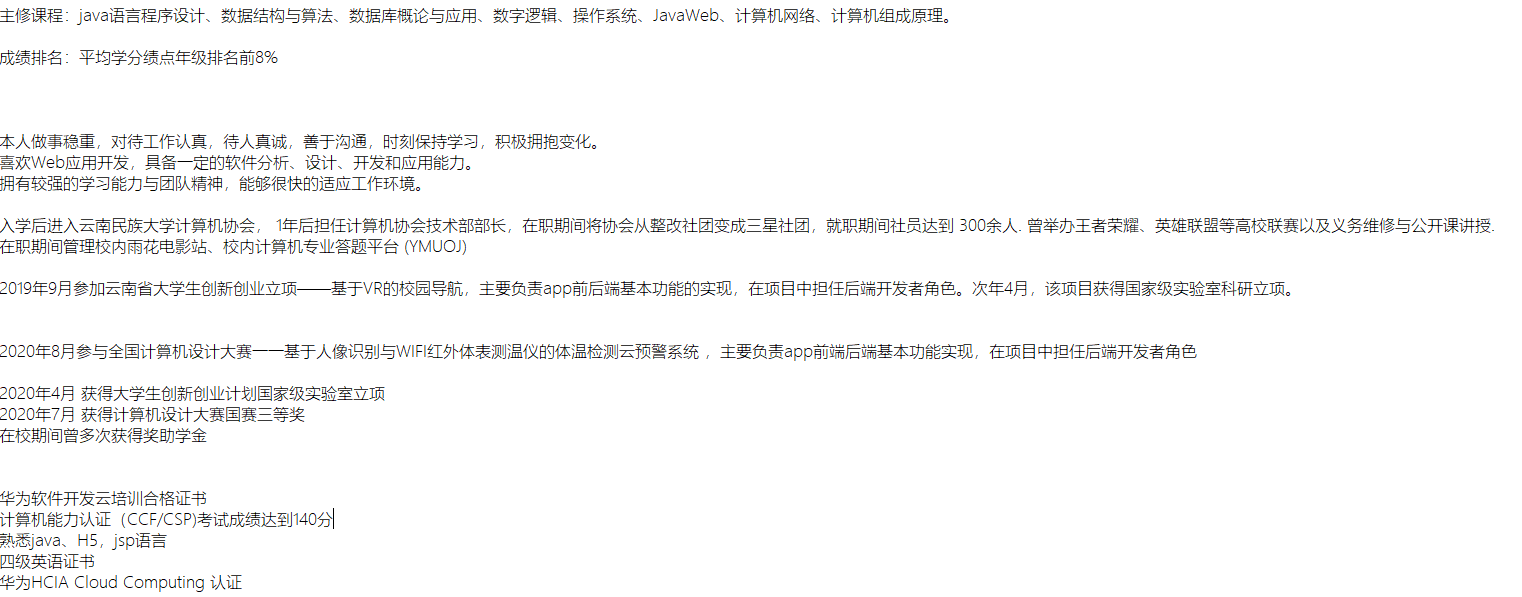 主修课程：java语言程序设计、数据结构与算法、数据库概论与应用、数字逻辑、操作系统、JavaWeb、计算机网络、计算机组成原理。
成绩排名：平均学分绩点年级排名前8%
本人做事稳重，对待工作认真，待人真诚，善于沟通，时刻保持学习，积极拥抱变化。
喜欢Web应用开发，具备一定的软件分析、设计、开发和应用能力。
拥有较强的学习能力与团队精神，能够很快的适应工作环境。
入学后进入云南民族大学计算机协会， 1年后担任计算机协会技术部部长，在职期间将协会从整改社团变成三星社团，就职期间社员达到 300余人. 曾举办王者荣耀、英雄联盟等高校联赛以及义务维修与公开课讲授.
在职期间管理校内雨花电影站、校内计算机专业答题平台 (YMUOJ)
2019年9月参加云南省大学生创新创业立项——基于VR的校园导航，主要负责app前后端基本功能的实现，在项目中担任后端开发者角色。次年4月，该项目获得国家级实验室科研立项。
2020年8月参与全国计算机设计大赛一一基于人像识别与WIFI红外体表测温仪的体温检测云预警系统 ，主要负责app前端后端基本功能实现，在项目中担任后端开发者角色
2020年4月 获得大学生创新创业计划国家级实验室立项
2020年7月 获得计算机设计大赛国赛三等奖
在校期间曾多次获得奖助学金
华为软件开发云培训合格证书
计算机能力认证（CCF/CSP)考试成绩达到140分
熟悉java、H5，jsp语言
四级英语证书
华为HCIA Cloud Computing 认证